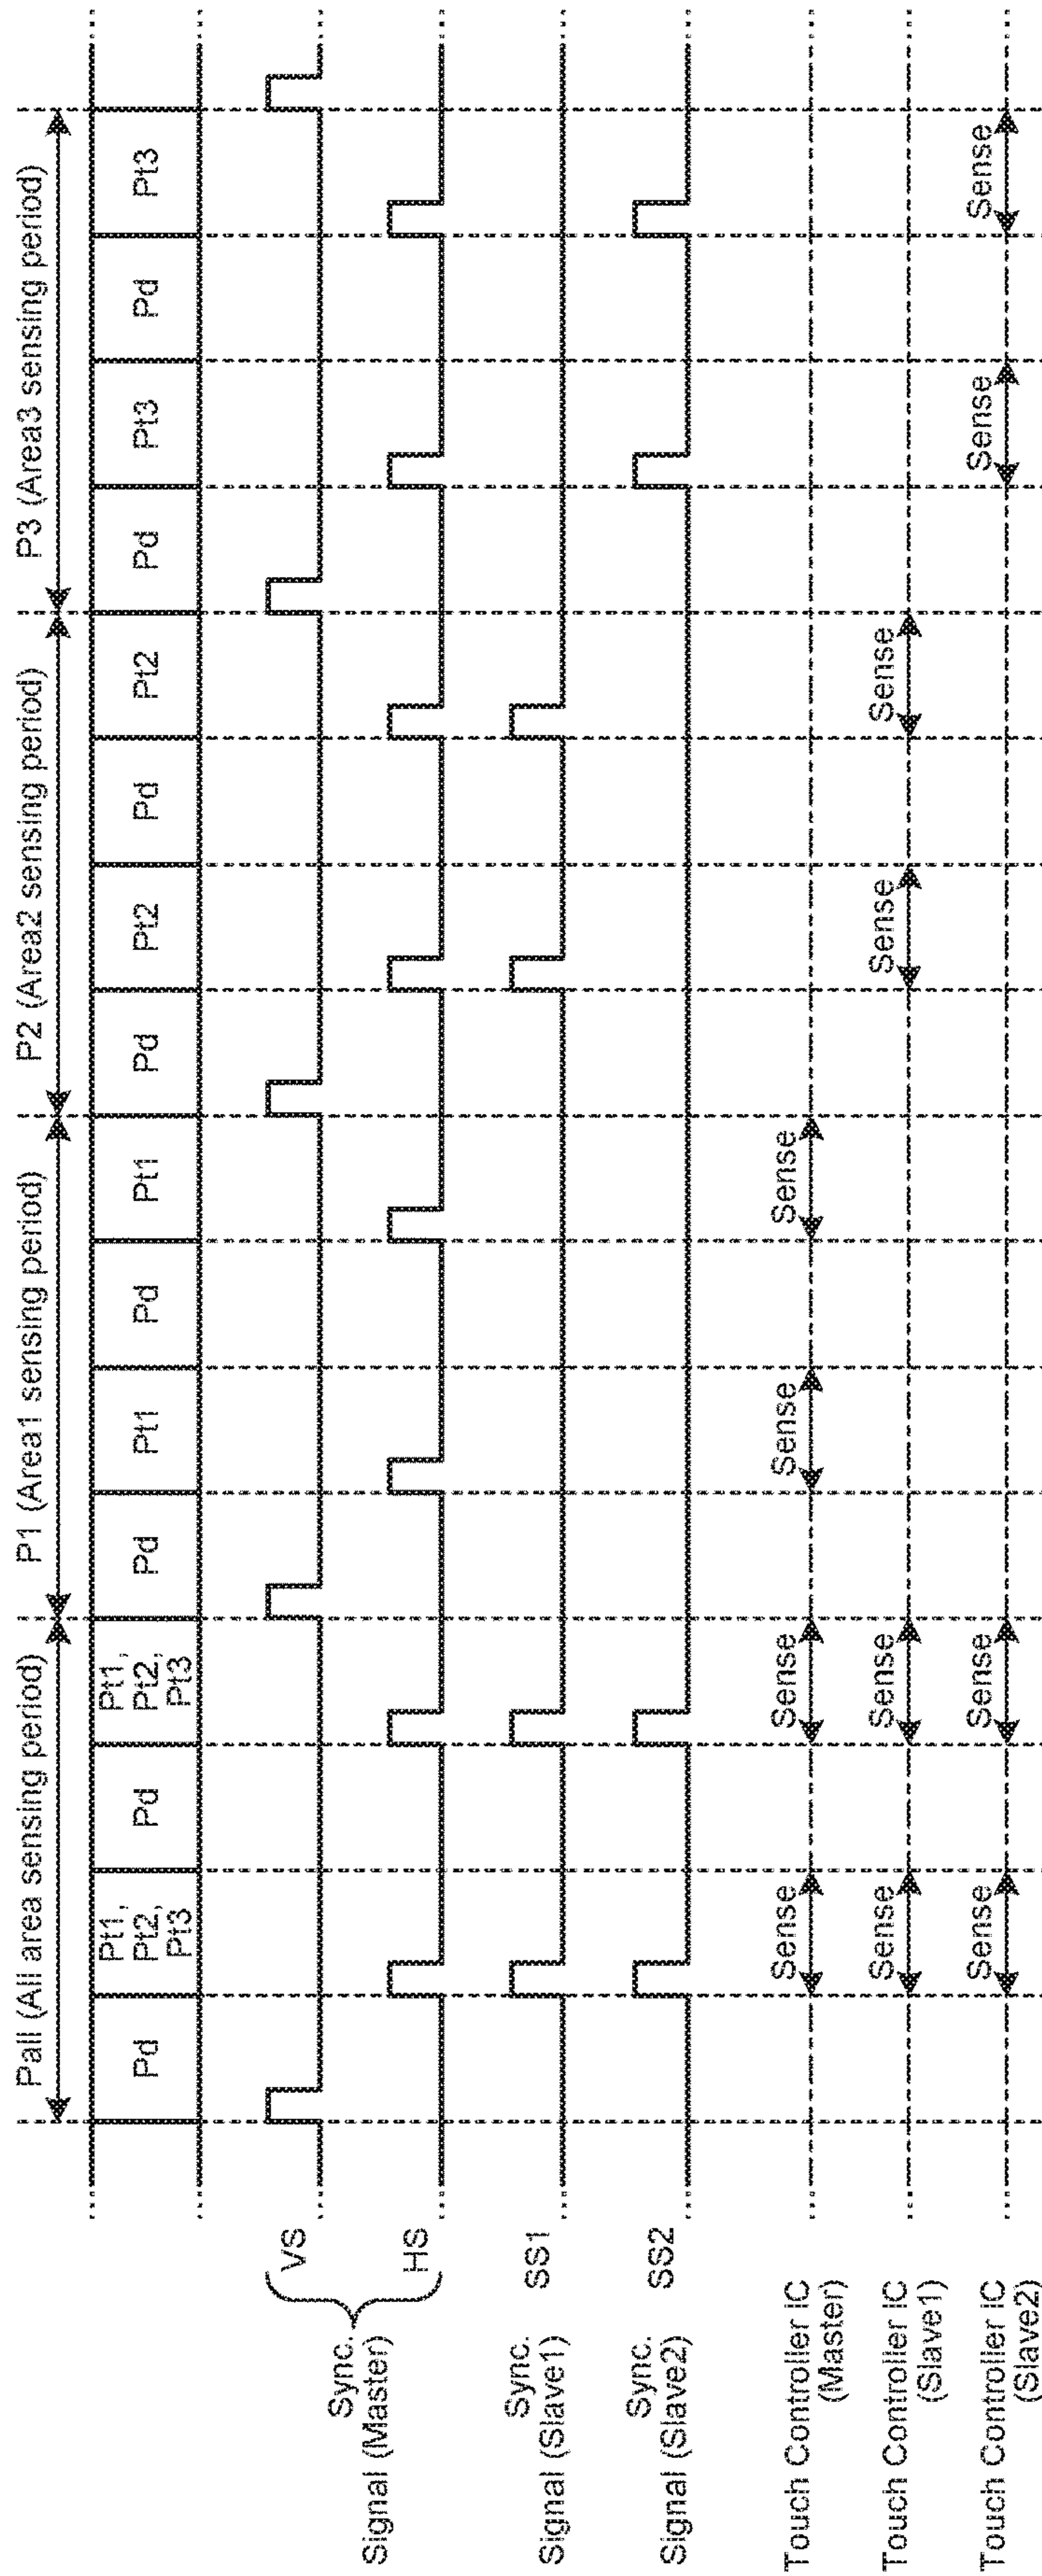 Pall (All area sensing period)
P1 (Area1 sensing period)
P2 (Area2 sensing period)
P3 (Area3 sensing period)
Pd
Pt1,
Pt2,
Pt3
Pd
Pt1,
Pt2,
Pt3
Pd
Pt1
Pd
Pt1
Pd
Pt2
Pd
Pt2
Pd
Pt3
Pd
Pt3
Sync.
Signal (Master)
VS
HS
Sync.
Signal (Slave1)
SS1
Sync.
Signal (Slave2)
SS2
Touch Controller IC
(Master)
Sense
Sense
Sense
Sense
Touch Controller IC
(Slave1)
Sense
Sense
Sense
Sense
Touch Controller IC
(Slave2)
Sense
Sense
Sense
Sense